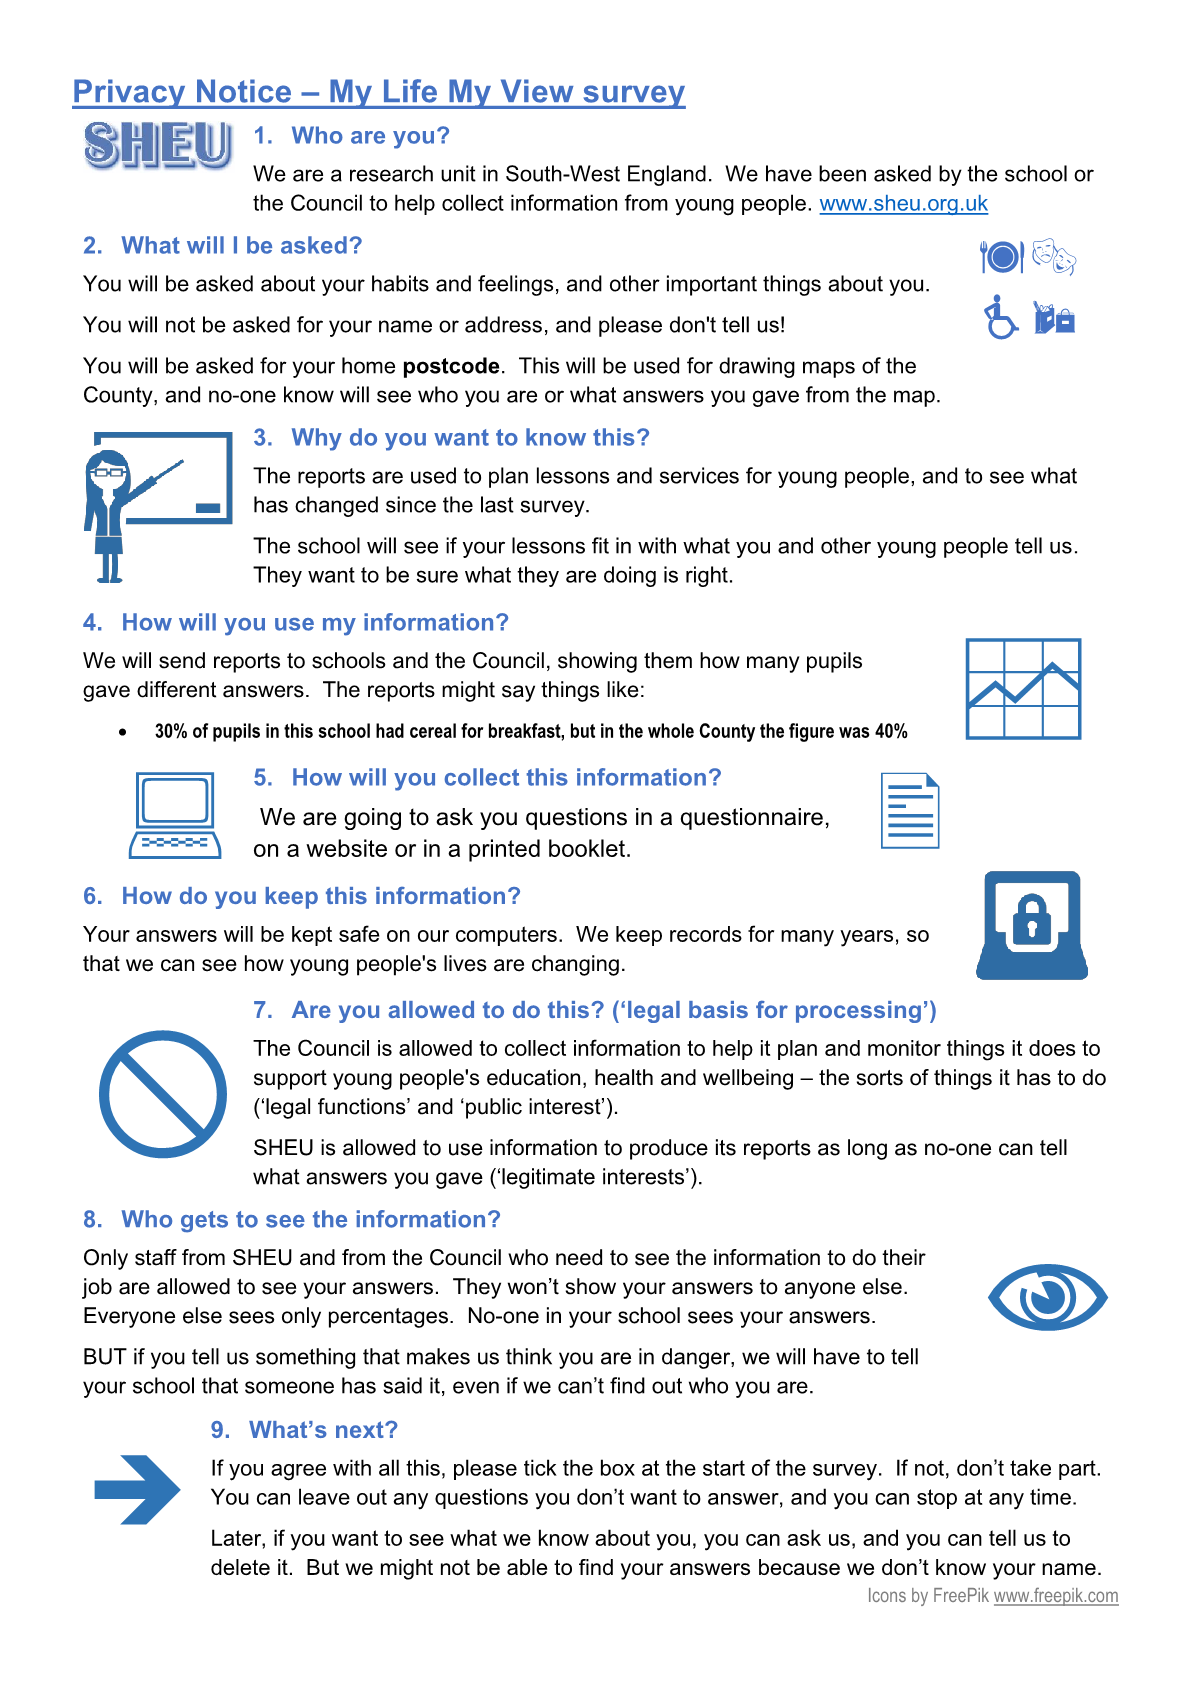 Privacy Notice – My Life My View survey
SHEU
1. Who are you?
We are a research unit in South-West England. We have been asked by the school or
the Council to help collect information from young people. www.sheu.org.uk
2. What will I be asked?
You will be asked about your habits and feelings, and other important things about you.
You will not be asked for your name or address, and please don't tell us!
You will be asked for your home postcode. This will be used for drawing maps of the
County, and no-one know will see who you are or what answers you gave from the map.
3. Why do you want to know this?
The reports are used to plan lessons and services for young people, and to see what
has changed since the last survey.
The school will see if your lessons fit in with what you and other young people tell us.
They want to be sure what they are doing is right.
4. How will you use my information?
We will send reports to schools and the Council, showing them how many pupils
gave different answers. The reports might say things like:
• 30% of pupils in this school had cereal for breakfast, but in the whole County the figure was 40%
5. How will you collect this information?
We are going to ask you questions in a questionnaire,
on a website or in a printed booklet.
6. How do you keep this information?
Your answers will be kept safe on our computers. We keep records for many years, so
that we can see how young people's lives are changing.
7. Are you allowed to do this? (‘legal basis for processing’)
The Council is allowed to collect information to help it plan and monitor things it does to
support young people's education, health and wellbeing – the sorts of things it has to do
(‘legal functions’ and ‘public interest’).
SHEU is allowed to use information to produce its reports as long as no-one can tell
what answers you gave (‘legitimate interests’).
8. Who gets to see the information?
Only staff from SHEU and from the Council who need to see the information to do their
job are allowed to see your answers. They won’t show your answers to anyone else.
Everyone else sees only percentages. No-one in your school sees your answers.
BUT if you tell us something that makes us think you are in danger, we will have to tell
your school that someone has said it, even if we can’t find out who you are.
9. What’s next?
If you agree with all this, please tick the box at the start of the survey. If not, don’t take part.
You can leave out any questions you don’t want to answer, and you can stop at any time.
Later, if you want to see what we know about you, you can ask us, and you can tell us to
delete it. But we might not be able to find your answers because we don’t know your name.
Icons by FreePik www.freepik.com